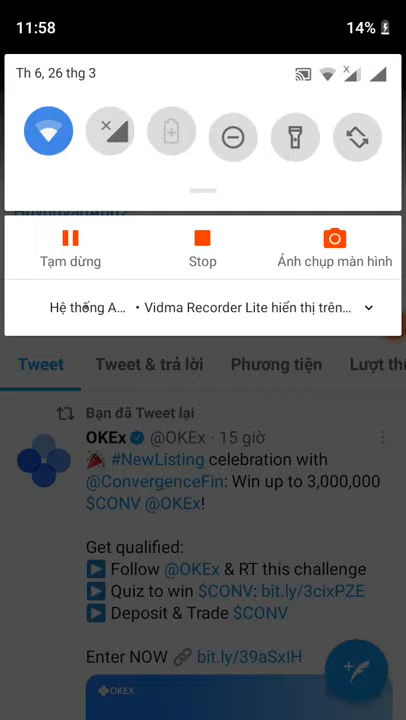 11:58
14%
Th 6, 26 thg 3
Tạm dừng
Stop
Ảnh chụp màn hình
Hệ thống A... • Vidma Recorder Lite hiển thị trên...
Tweet
Tweet & trả lời
Phương tiện
Lượt thí
Bạn đã Tweet lại
OKEx @OKEx · 15 giờ
#NewListing celebration with
@ConvergenceFin: Win up to 3,000,000
$CONV @OKEx!
Get qualified:
Follow @OKEx & RT this challenge
Quiz to win $CONV: bit.ly/3cixPZE
Deposit & Trade $CONV
Enter NOW bit.ly/39aSxIH
OKEX